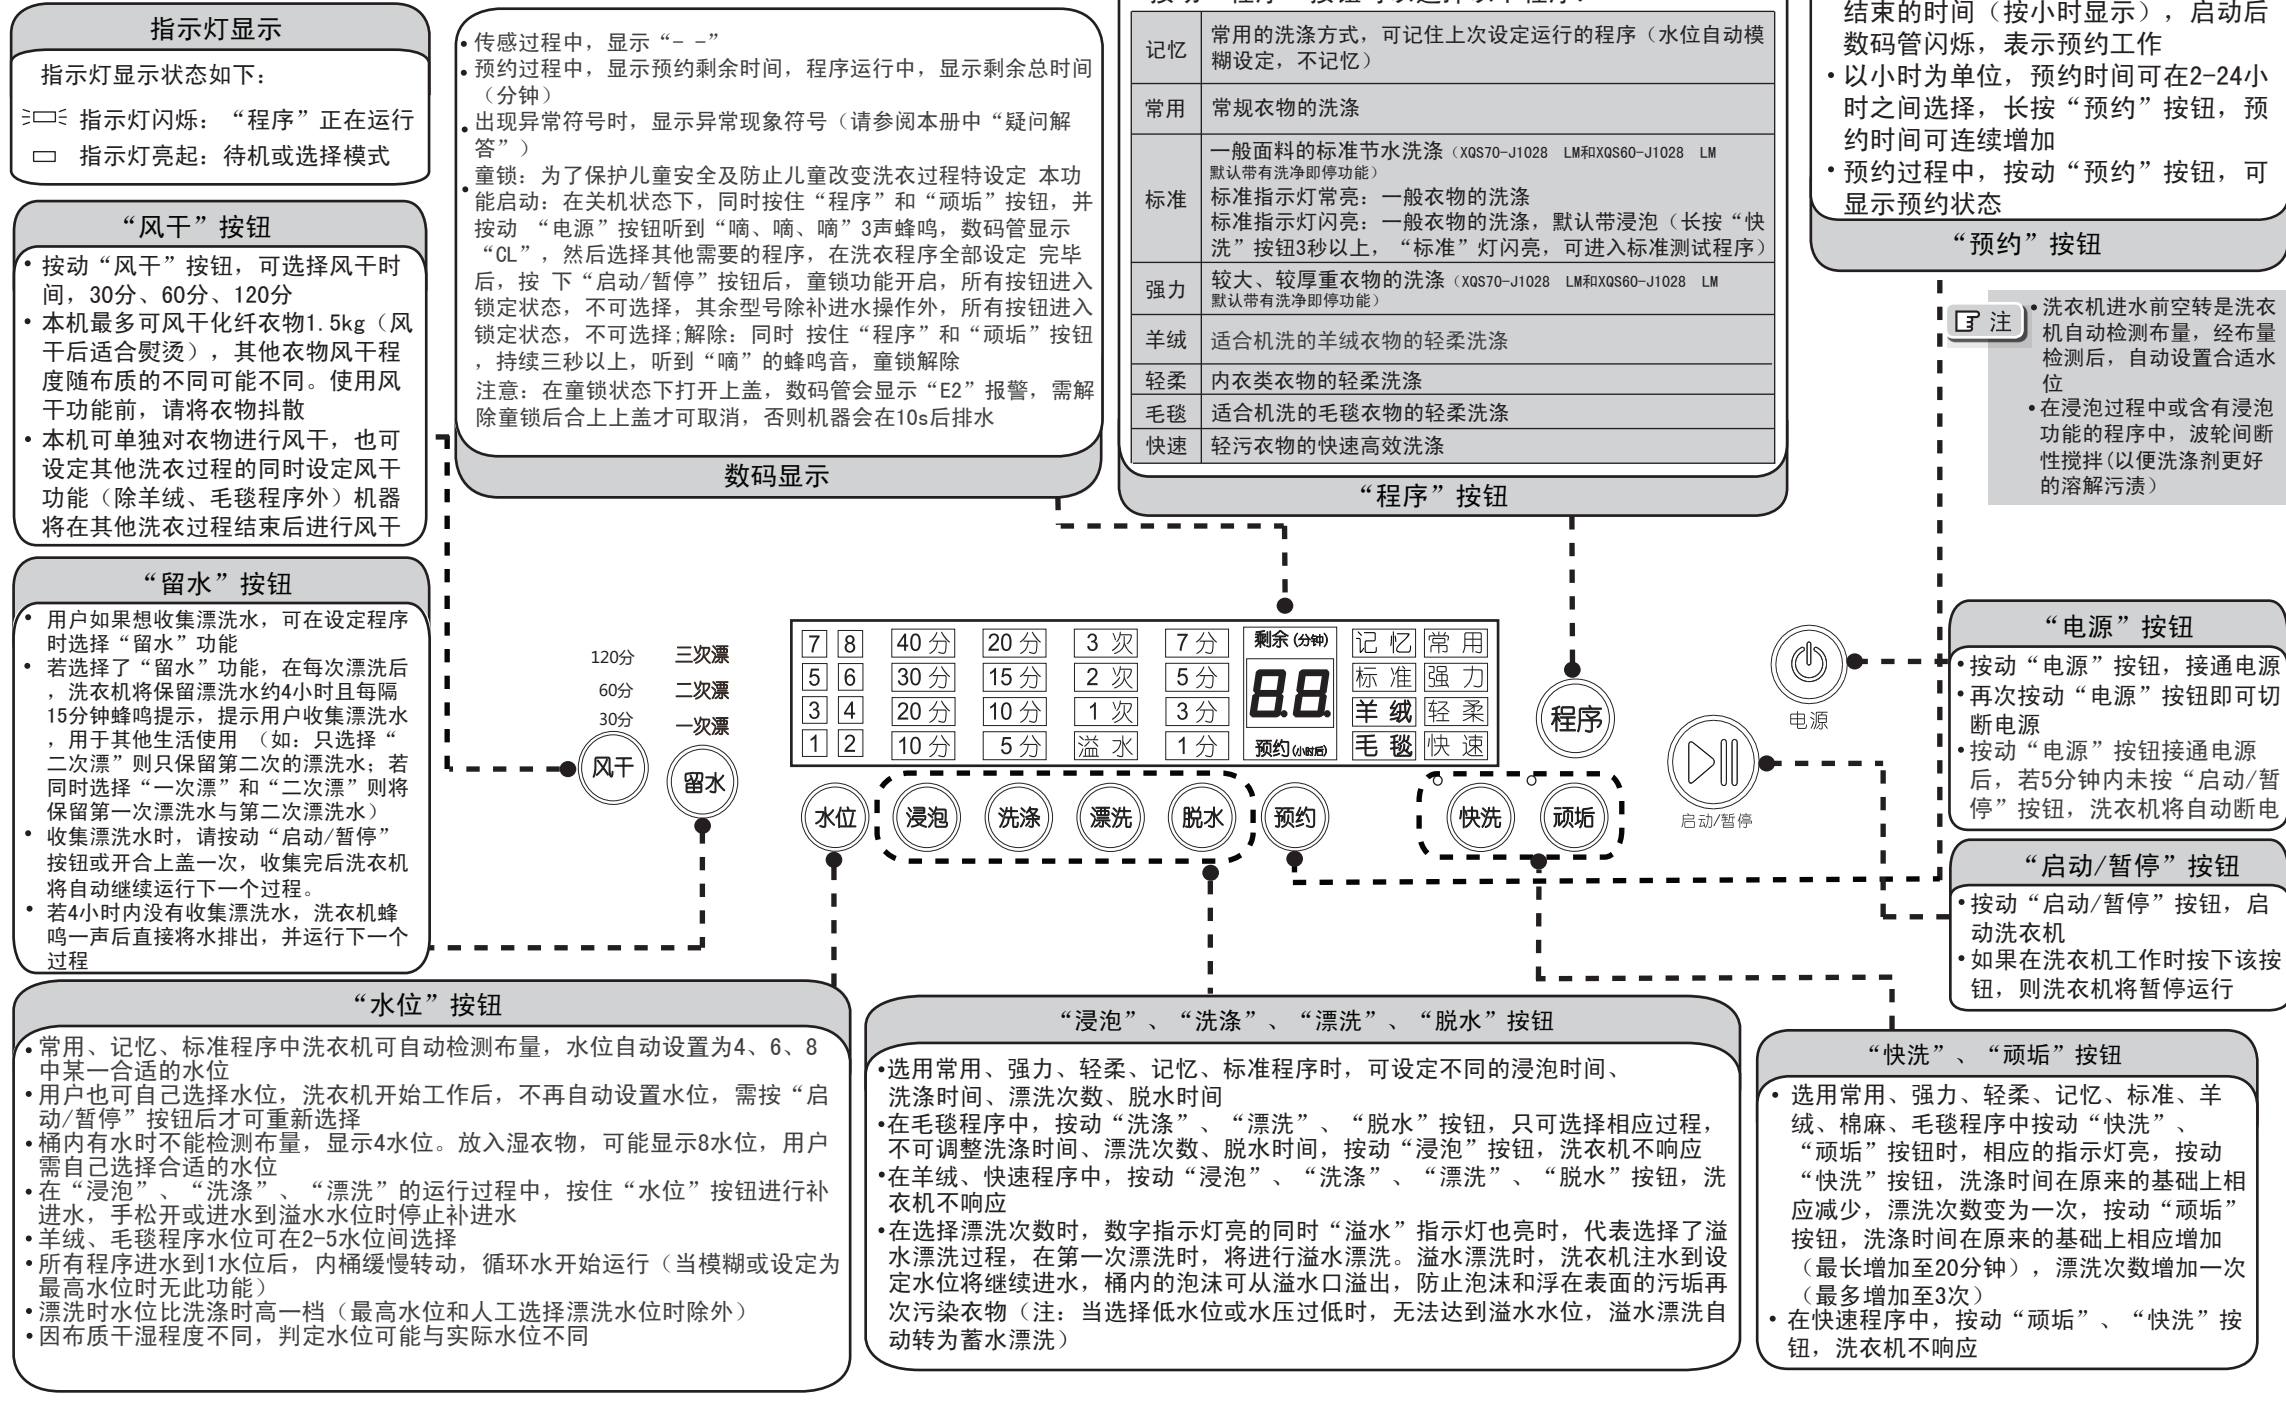 指示灯显示
指示灯显示状态如下：
指示灯闪烁：“程序”正在运行
指示灯亮起：待机或选择模式
“风干”按钮
• 按动“风干”按钮，可选择风干时
间，30分、60分、120分
• 本机最多可风干化纤衣物1.5kg（风
干后适合熨烫），其他衣物风干程
度随布质的不同可能不同。使用风
干功能前，请将衣物抖散
• 本机可单独对衣物进行风干，也可
设定其他洗衣过程的同时设定风干
功能（除羊绒、毛毯程序外）机器
将在其他洗衣过程结束后进行风干
“留水”按钮
• 用户如果想收集漂洗水，可在设定程序
时选择“留水”功能
• 若选择了“留水”功能，在每次漂洗后
，洗衣机将保留漂洗水约4小时且每隔
15分钟蜂鸣提示，提示用户收集漂洗水
，用于其他生活使用 （如：只选择“
二次漂”则只保留第二次的漂洗水；若
同时选择“一次漂”和“二次漂”则将
保留第一次漂洗水与第二次漂洗水）
• 收集漂洗水时，请按动“启动/暂停”
按钮或开合上盖一次，收集完后洗衣机
将自动继续运行下一个过程。
• 若4小时内没有收集漂洗水，洗衣机蜂
鸣一声后直接将水排出，并运行下一个
过程
• 传感过程中，显示“- -”
• 预约过程中，显示预约剩余时间，程序运行中，显示剩余总时间
（分钟）
• 出现异常符号时，显示异常现象符号（请参阅本册中“疑问解
答”）
• 童锁：为了保护儿童安全及防止儿童改变洗衣过程特设定 本功
能启动：在关机状态下，同时按住“程序”和“顽垢”按钮，并
按动 “电源”按钮听到“嘀、嘀、嘀”3声蜂鸣，数码管显示
“CL”，然后选择其他需要的程序，在洗衣程序全部设定 完毕
后，按 下“启动/暂停”按钮后，童锁功能开启，所有按钮进入
锁定状态，不可选择，其余型号除补进水操作外，所有按钮进入
锁定状态，不可选择;解除：同时 按住“程序”和“顽垢”按钮
，持续三秒以上，听到“嘀”的蜂鸣音，童锁解除
注意：在童锁状态下打开上盖，数码管会显示“E2”报警，需解
除童锁后合上上盖才可取消，否则机器会在10s后排水
数码显示
记忆 常用的洗涤方式，可记住上次设定运行的程序（水位自动模
糊设定，不记忆）
常用 常规衣物的洗涤
标准 一般面料的标准节水洗涤（XQS70-J1028 LM和XQS60-J1028 LM
默认带有洗净即停功能）
标准指示灯常亮：一般衣物的洗涤
标准指示灯闪亮：一般衣物的洗涤，默认带浸泡（长按“快
洗”按钮3秒以上，“标准”灯闪亮，可进入标准测试程序）
强力 较大、较厚重衣物的洗涤（XQS70-J1028 LM和XQS60-J1028 LM
默认带有洗净即停功能）
羊绒 适合机洗的羊绒衣物的轻柔洗涤
轻柔 内衣类衣物的轻柔洗涤
毛毯 适合机洗的毛毯衣物的轻柔洗涤
快速 轻污衣物的快速高效洗涤
“程序”按钮
结束的时间（按小时显示），启动后
数码管闪烁，表示预约工作
• 以小时为单位，预约时间可在2-24小
时之间选择，长按“预约”按钮，预
约时间可连续增加
• 预约过程中，按动“预约”按钮，可
显示预约状态
“预约”按钮
注
• 洗衣机进水前空转是洗衣
机自动检测布量，经布量
检测后，自动设置合适水
位
• 在浸泡过程中或含有浸泡
功能的程序中，波轮间断
性搅拌(以便洗涤剂更好
的溶解污渍）
120分 三次漂
60分 二次漂
30分 一次漂
风干 留水
7 8 40 分 20 分 3 次 7 分 剩余(分钟) 记 忆 常 用
5 6 30 分 15 分 2 次 5 分 8.8. 标 准 强 力
3 4 20 分 10 分 1 次 3 分 羊 绒 轻 柔
1 2 10 分 5 分 溢 水 1 分 预约(小时后) 毛 毯 快 速
水位 浸泡 洗涤 漂洗 脱水 预约 快洗 顽垢
程序
电源
启动/暂停
“电源”按钮
• 按动“电源”按钮，接通电源
• 再次按动“电源”按钮即可切
断电源
• 按动“电源”按钮接通电源
后，若5分钟内未按“启动/暂
停”按钮，洗衣机将自动断电
“启动/暂停”按钮
• 按动“启动/暂停”按钮，启
动洗衣机
• 如果在洗衣机工作时按下该按
钮，则洗衣机将暂停运行
“水位”按钮
• 常用、记忆、标准程序中洗衣机可自动检测布量，水位自动设置为4、6、8
中某一合适的水位
• 用户也可自己选择水位，洗衣机开始工作后，不再自动设置水位，需按“启
动/暂停”按钮后才可重新选择
• 桶内有水时不能检测布量，显示4水位。放入湿衣物，可能显示8水位，用户
需自己选择合适的水位
• 在“浸泡”、“洗涤”、“漂洗”的运行过程中，按住“水位”按钮进行补
进水，手松开或进水到溢水水位时停止补进水
• 羊绒、毛毯程序水位可在2-5水位间选择
• 所有程序进水到1水位后，内桶缓慢转动，循环水开始运行（当模糊或设定为
最高水位时无此功能）
• 漂洗时水位比洗涤时高一档（最高水位和人工选择漂洗水位时除外）
• 因布质干湿程度不同，判定水位可能与实际水位不同
“浸泡”、“洗涤”、“漂洗”、“脱水”按钮
• 选用常用、强力、轻柔、记忆、标准程序时，可设定不同的浸泡时间、
洗涤时间、漂洗次数、脱水时间
• 在毛毯程序中，按动“洗涤”、“漂洗”、“脱水”按钮，只可选择相应过程，
不可调整洗涤时间、漂洗次数、脱水时间，按动“浸泡”按钮，洗衣机不响应
• 在羊绒、快速程序中，按动“浸泡”、“洗涤”、“漂洗”、“脱水”按钮，洗
衣机不响应
• 在选择漂洗次数时，数字指示灯亮的同时“溢水”指示灯也亮时，代表选择了溢
水漂洗过程，在第一次漂洗时，将进行溢水漂洗。溢水漂洗时，洗衣机注水到设
定水位将继续进水，桶内的泡沫可从溢水口溢出，防止泡沫和浮在表面的污垢再
次污染衣物（注：当选择低水位或水压过低时，无法达到溢水水位，溢水漂洗自
动转为蓄水漂洗）
“快洗”、“顽垢”按钮
• 选用常用、强力、轻柔、记忆、标准、羊
绒、棉麻、毛毯程序中按动“快洗”、
“顽垢”按钮时，相应的指示灯亮，按动
“快洗”按钮，洗涤时间在原来的基础上相
应减少，漂洗次数变为一次，按动“顽垢”
按钮，洗涤时间在原来的基础上相应增加
（最长增加至20分钟），漂洗次数增加一次
（最多增加至3次）
• 在快速程序中，按动“顽垢”、“快洗”按
钮，洗衣机不响应